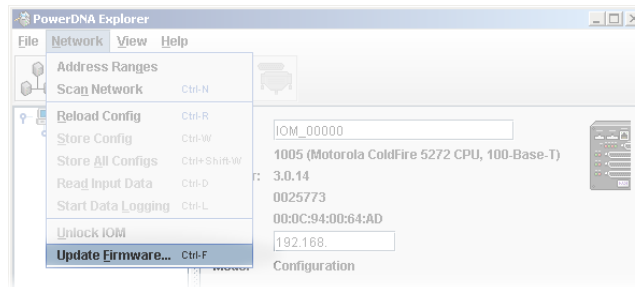 PowerDNA Explorer
File Network View Help
Address Ranges
Scan Network Ctrl-N
Reload Config Ctrl-R
Store Config Ctrl-W
Store All Configs Ctrl+Shift-W
Read Input Data Ctrl-D
Start Data Logging Ctrl-L
Unlock IOM
Update Firmware... Ctrl-F
IOM_00000
1005 (Motorola ColdFire 5272 CPU, 100-Base-T)
3.0.14
0025773
00:0C:94:00:64:AD
192.168.
Configuration